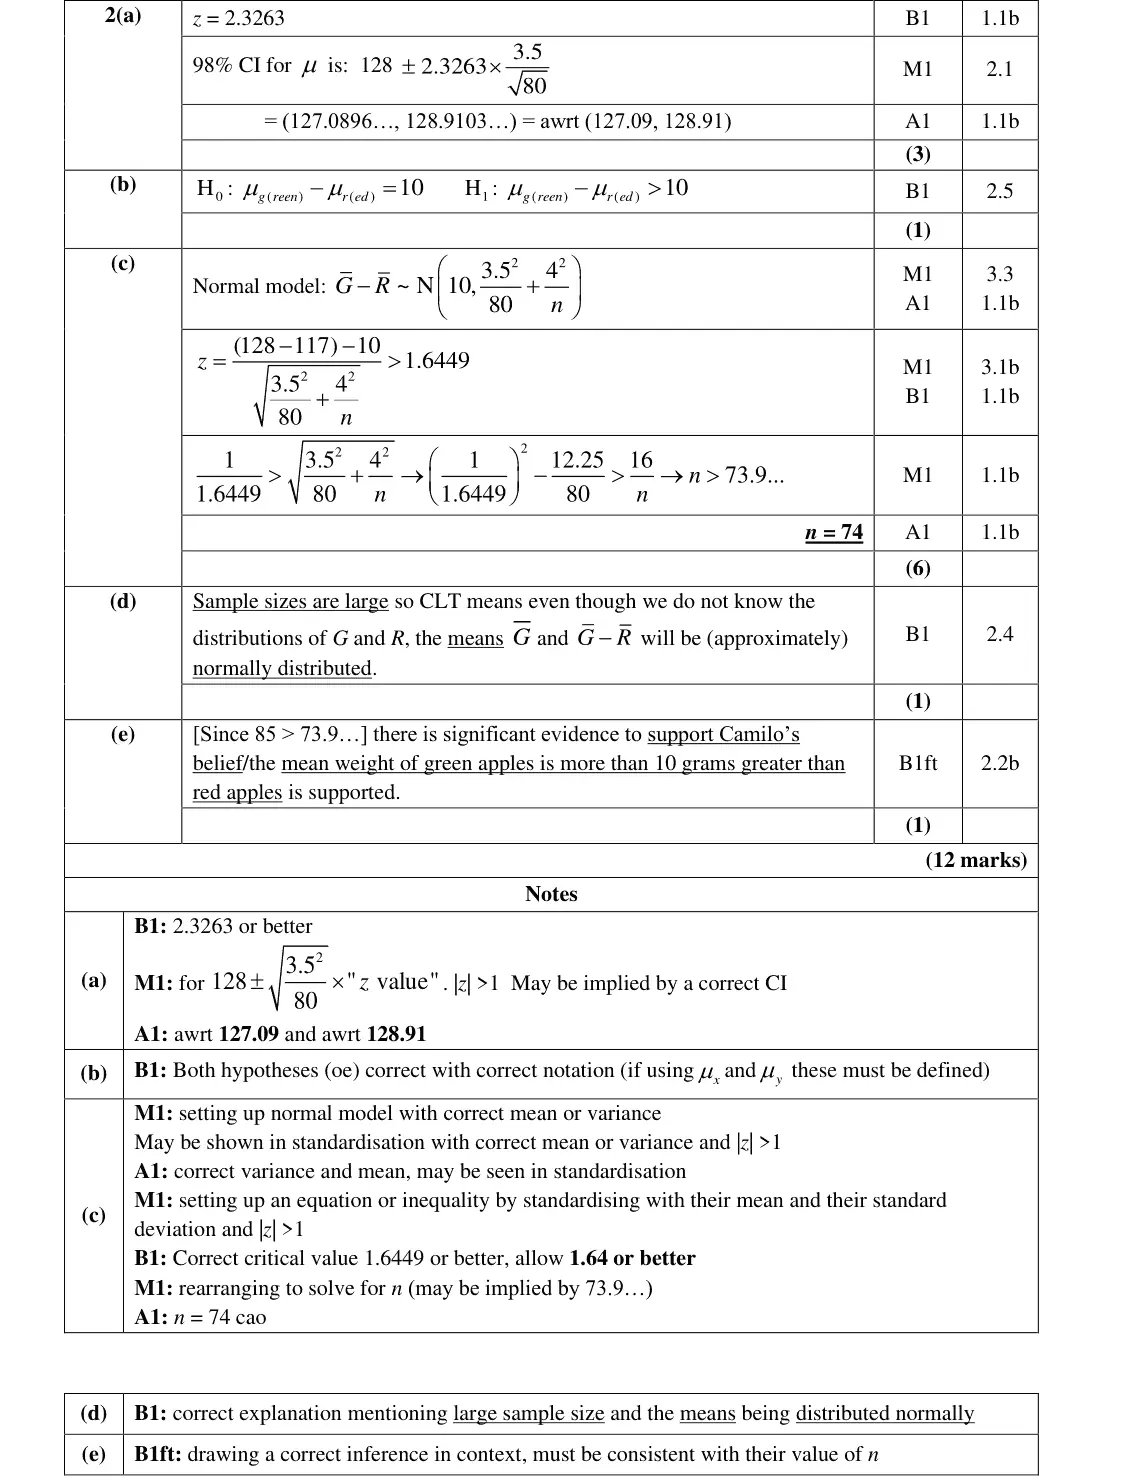 2(a) z = 2.3263 B1 1.1b
98% CI for μ is: 128 ± 2.3263 × 3.5/√80 M1 2.1
= (127.0896…, 128.9103…) = awrt (127.09, 128.91) A1 1.1b
(3)
(b) H₀ : μg(reen) − μr(ed) = 10 H₁ : μg(reen) − μr(ed) > 10 B1 2.5
(1)
(c) Normal model: G̅ − R̅ ~ N(10, 3.5²/80 + 4²/n) M1 3.3
A1 1.1b
z = ((128 − 117) − 10)/√(3.5²/80 + 4²/n) > 1.6449 M1 3.1b
B1 1.1b
1/1.6449 > √(3.5²/80 + 4²/n) → (1/1.6449)² − 12.25/80 > 16/n → n > 73.9... M1 1.1b
n = 74 A1 1.1b
(6)
(d) Sample sizes are large so CLT means even though we do not know the
distributions of G and R, the means G̅ and G̅ − R̅ will be (approximately) B1 2.4
normally distributed.
(1)
(e) [Since 85 > 73.9…] there is significant evidence to support Camilo’s
belief/the mean weight of green apples is more than 10 grams greater than B1ft 2.2b
red apples is supported.
(1)
(12 marks)
Notes
(a) B1: 2.3263 or better
M1: for 128 ± √(3.5²/80) × " z value" . |z| >1 May be implied by a correct CI
A1: awrt 127.09 and awrt 128.91
(b) B1: Both hypotheses (oe) correct with correct notation (if using μx and μy these must be defined)
(c) M1: setting up normal model with correct mean or variance
May be shown in standardisation with correct mean or variance and |z| >1
A1: correct variance and mean, may be seen in standardisation
M1: setting up an equation or inequality by standardising with their mean and their standard
deviation and |z| >1
B1: Correct critical value 1.6449 or better, allow 1.64 or better
M1: rearranging to solve for n (may be implied by 73.9…)
A1: n = 74 cao
(d) B1: correct explanation mentioning large sample size and the means being distributed normally
(e) B1ft: drawing a correct inference in context, must be consistent with their value of n